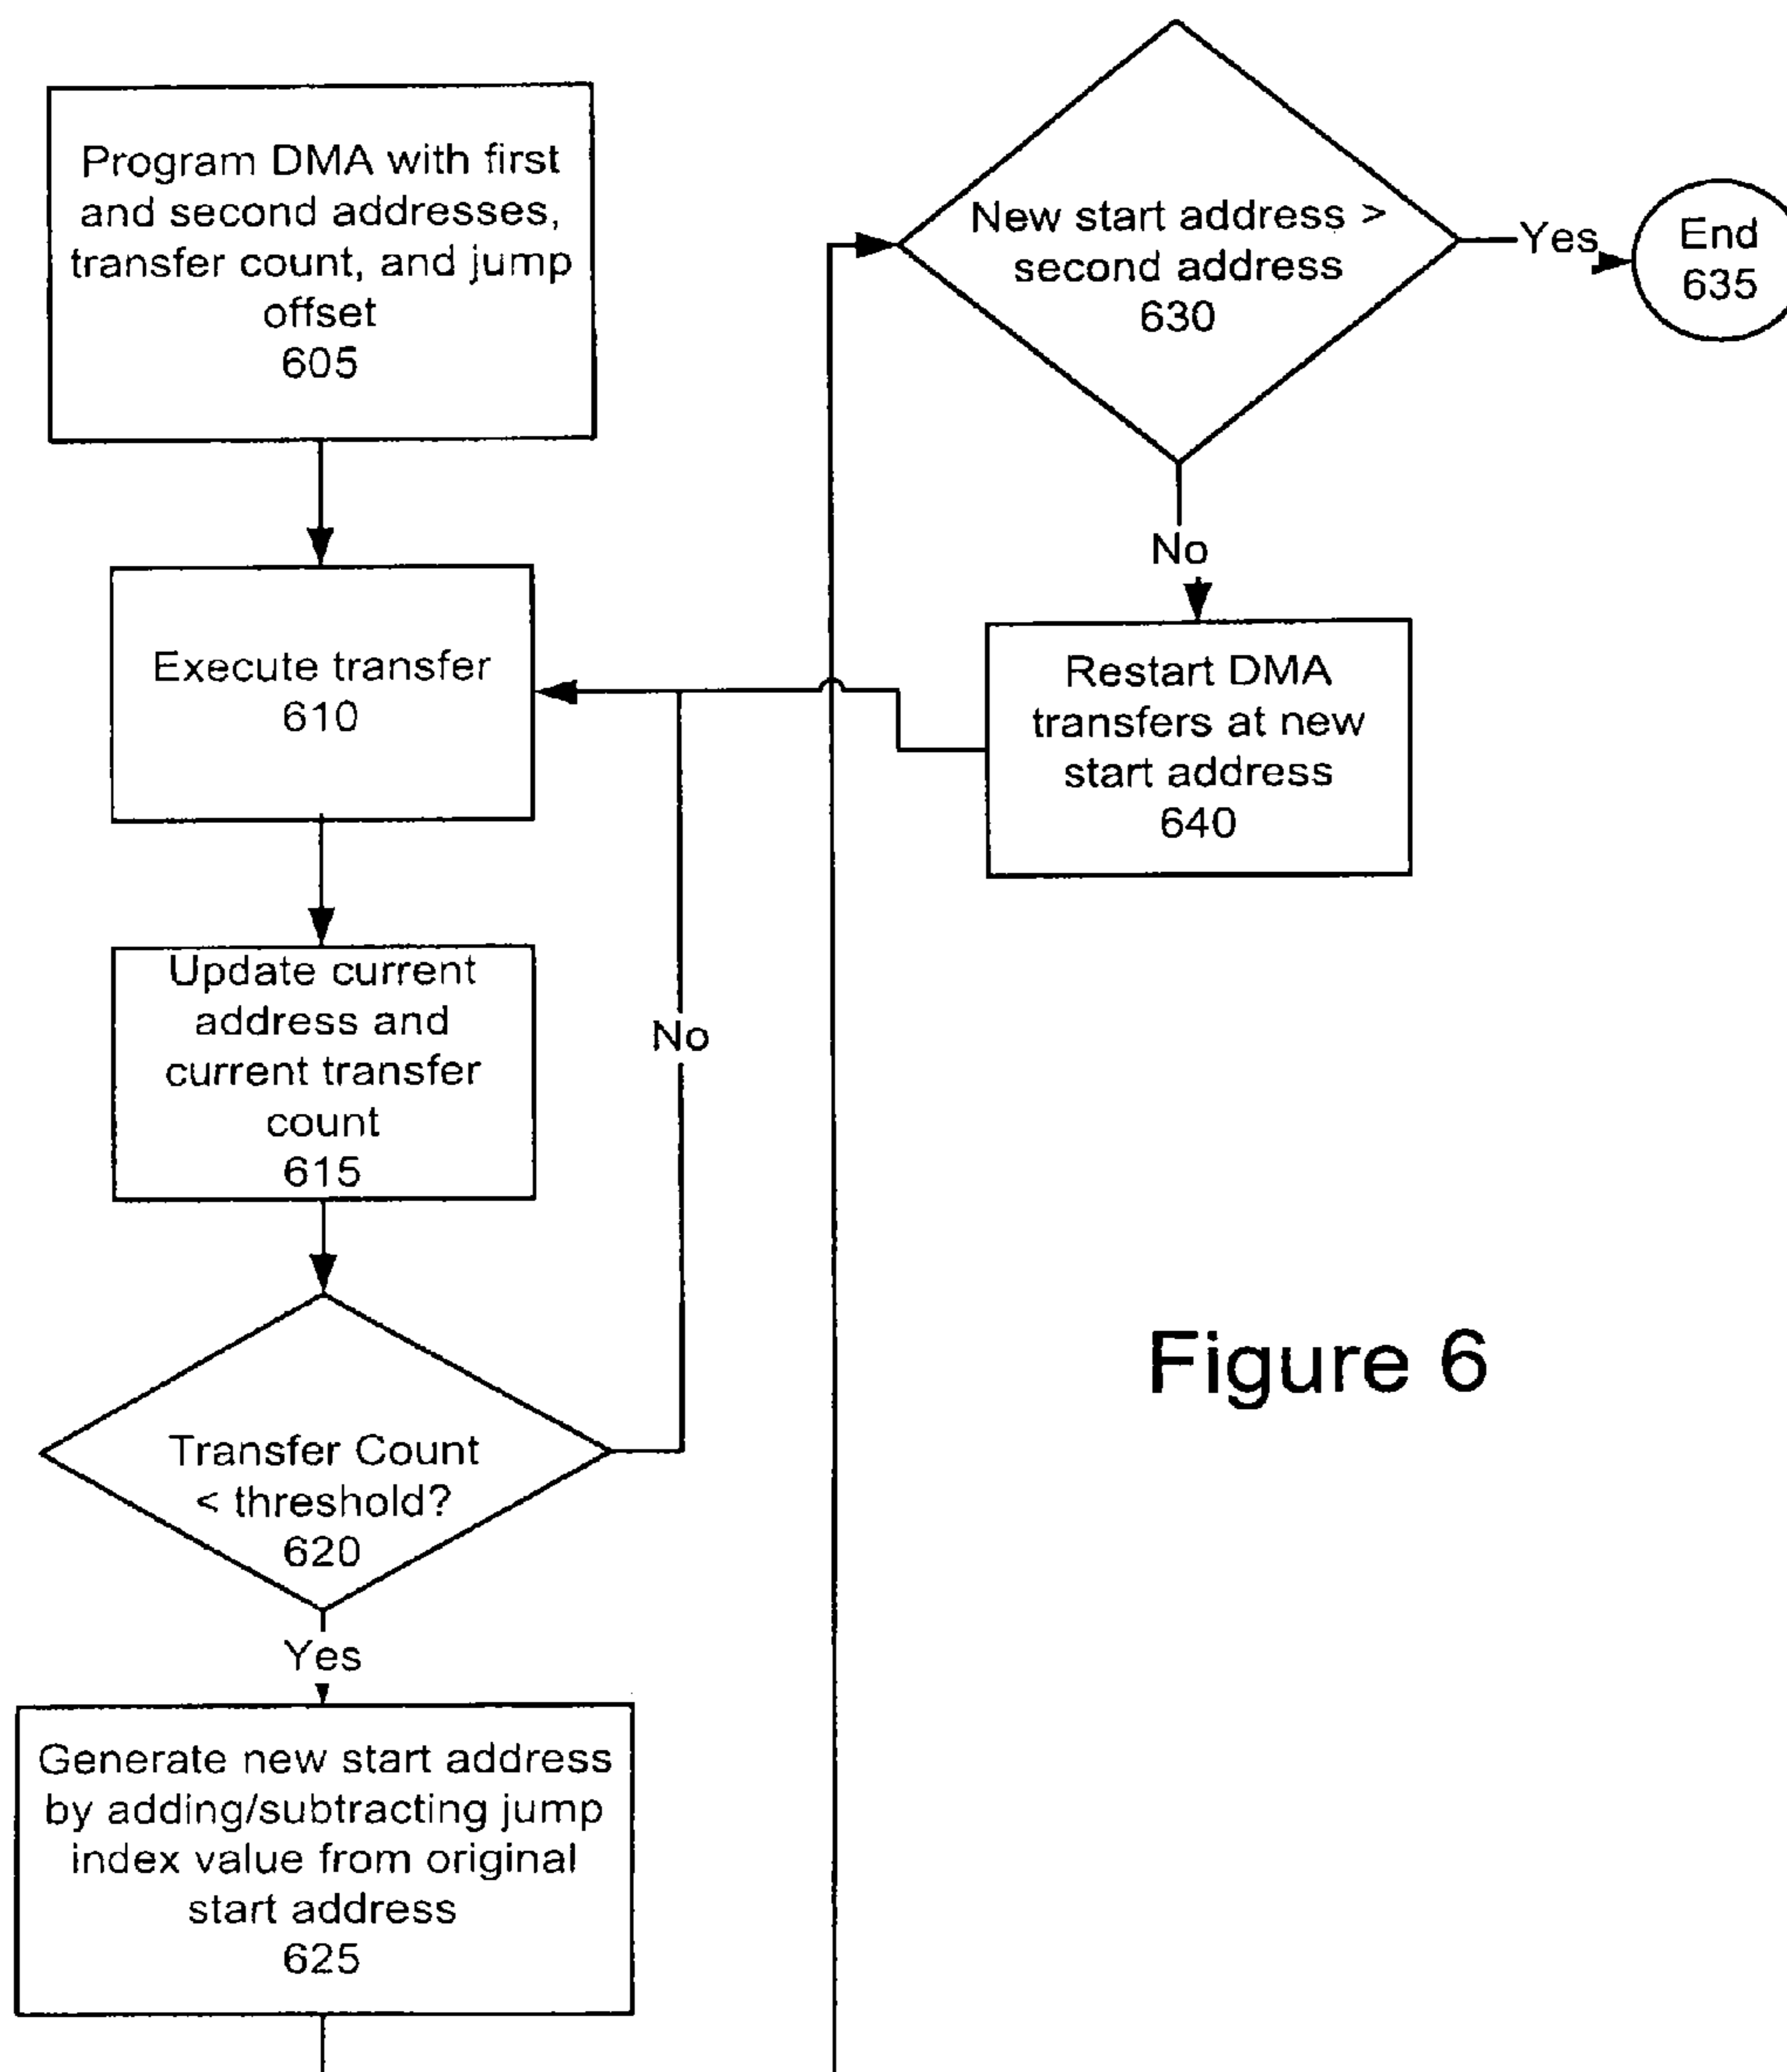 Program DMA with first
and second addresses,
transfer count, and jump
offset
605
Execute transfer
610
Update current
address and
current transfer
count
615
Transfer Count
< threshold?
620
No
Yes
Generate new start address
by adding/subtracting jump
index value from original
start address
625
New start address >
second address
630
Yes
End
635
No
Restart DMA
transfers at new
start address
640
Figure 6